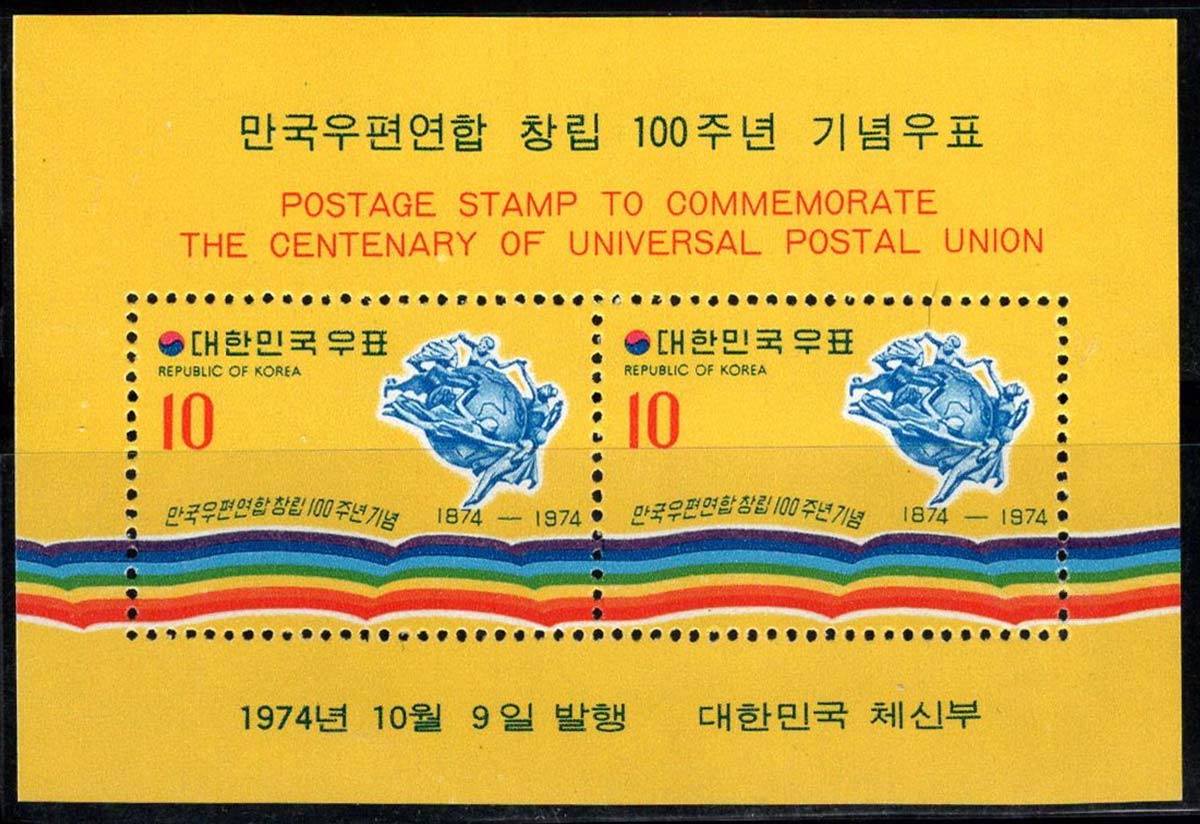 만국우편연합 창립 100주년 기념우표
POSTAGE STAMP TO COMMEMORATE
THE CENTENARY OF UNIVERSAL POSTAL UNION
대한민국우표
REPUBLIC OF KOREA
10
만국우편연합창립100주년기념
1874 — 1974
대한민국우표
REPUBLIC OF KOREA
10
만국우편연합창립100주년기념
1874 — 1974
1974년 10월 9일 발행 대한민국 체신부